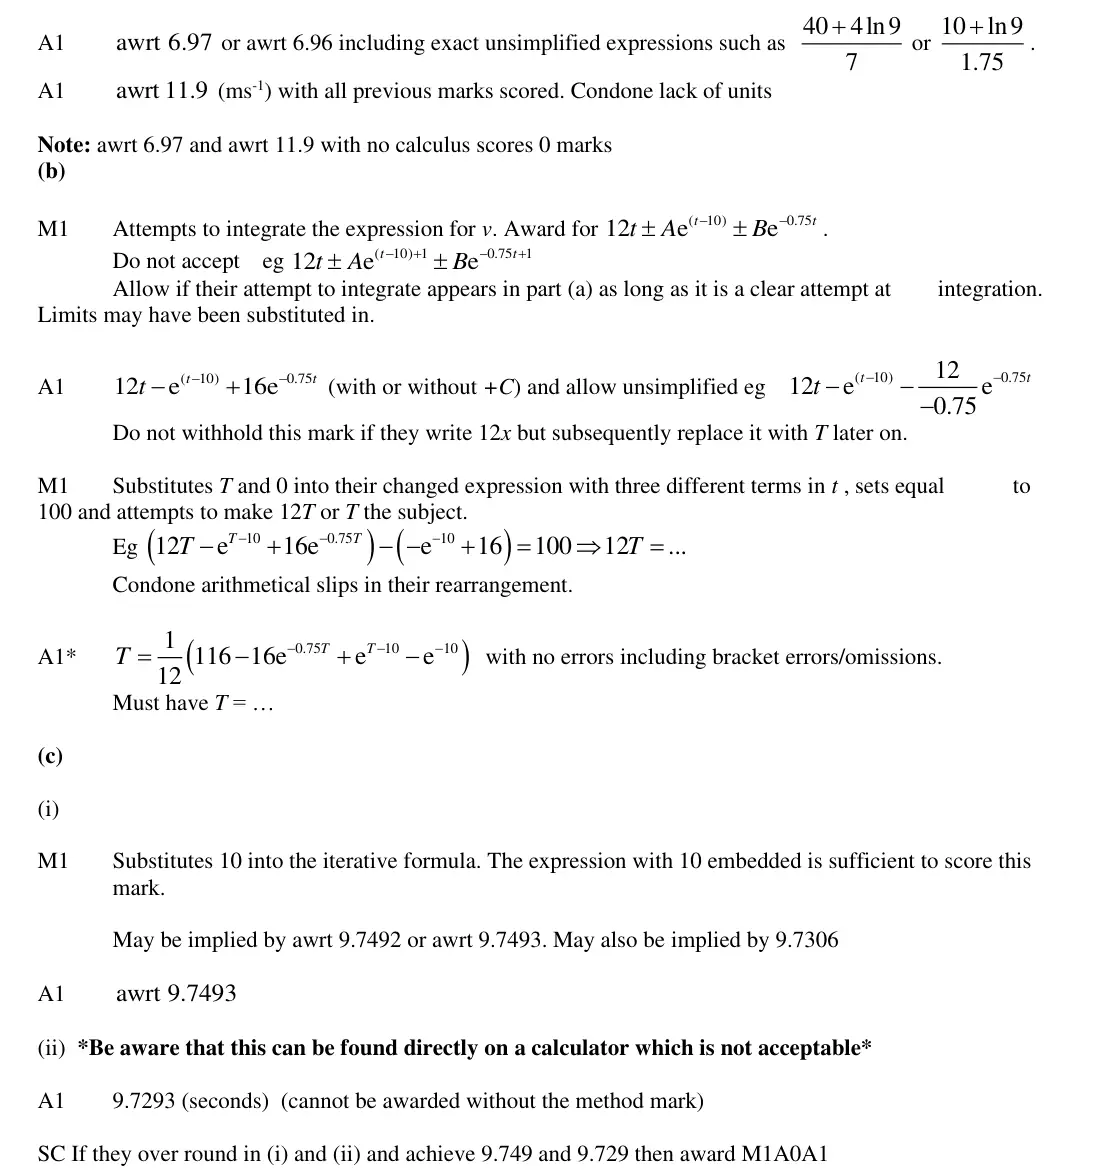 A1 awrt 6.97 or awrt 6.96 including exact unsimplified expressions such as (40 + 4 ln 9)/7 or (10 + ln 9)/1.75 .
A1 awrt 11.9 (ms⁻¹) with all previous marks scored. Condone lack of units
Note: awrt 6.97 and awrt 11.9 with no calculus scores 0 marks
(b)
M1 Attempts to integrate the expression for v. Award for 12t ± Ae^(t−10) ± Be^−0.75t .
Do not accept eg 12t ± Ae^(t−10)+1 ± Be^−0.75t+1
Allow if their attempt to integrate appears in part (a) as long as it is a clear attempt at integration.
Limits may have been substituted in.
A1 12t − e^(t−10) + 16e^−0.75t (with or without +C) and allow unsimplified eg 12t − e^(t−10) − 12/−0.75 e^−0.75t
Do not withhold this mark if they write 12x but subsequently replace it with T later on.
M1 Substitutes T and 0 into their changed expression with three different terms in t , sets equal to
100 and attempts to make 12T or T the subject.
Eg (12T − e^T−10 + 16e^−0.75T) − (−e^−10 + 16) = 100 ⇒ 12T = ...
Condone arithmetical slips in their rearrangement.
A1* T = 1/12 (116 − 16e^−0.75T + e^T−10 − e^−10) with no errors including bracket errors/omissions.
Must have T = …
(c)
(i)
M1 Substitutes 10 into the iterative formula. The expression with 10 embedded is sufficient to score this
mark.
May be implied by awrt 9.7492 or awrt 9.7493. May also be implied by 9.7306
A1 awrt 9.7493
(ii) *Be aware that this can be found directly on a calculator which is not acceptable*
A1 9.7293 (seconds) (cannot be awarded without the method mark)
SC If they over round in (i) and (ii) and achieve 9.749 and 9.729 then award M1A0A1